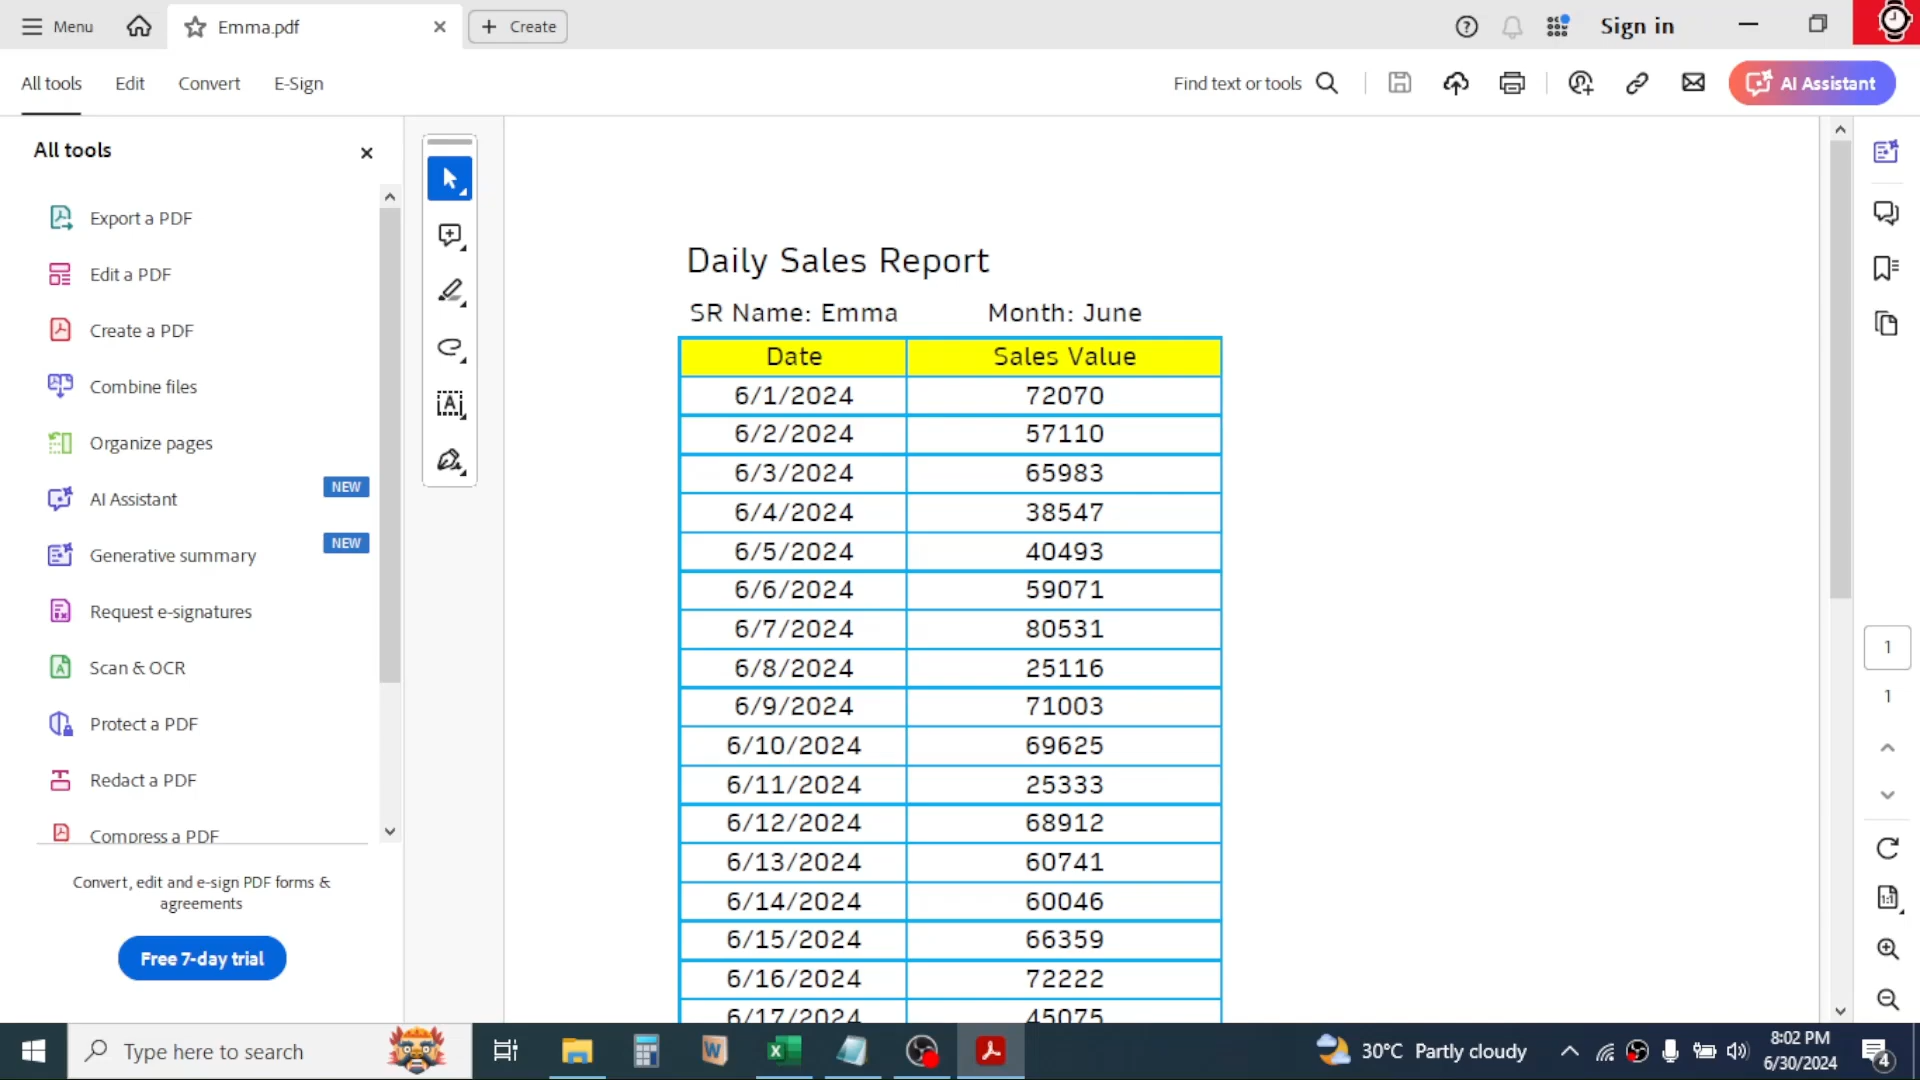 Menu
Emma.pdf
Create
Sign in
All tools
Edit
Convert
E-Sign
Find text or tools
AI Assistant
All tools
Export a PDF
Edit a PDF
Create a PDF
Combine files
Organize pages
AI Assistant NEW
Generative summary NEW
Request e-signatures
Scan & OCR
Protect a PDF
Redact a PDF
Compress a PDF
Convert, edit and e-sign PDF forms &
agreements
Free 7-day trial
Daily Sales Report
SR Name: Emma Month: June
Date Sales Value
6/1/2024 72070
6/2/2024 57110
6/3/2024 65983
6/4/2024 38547
6/5/2024 40493
6/6/2024 59071
6/7/2024 80531
6/8/2024 25116
6/9/2024 71003
6/10/2024 69625
6/11/2024 25333
6/12/2024 68912
6/13/2024 60741
6/14/2024 60046
6/15/2024 66359
6/16/2024 72222
6/17/2024 45075
1
1
Type here to search
30°C Partly cloudy
8:02 PM
6/30/2024
4